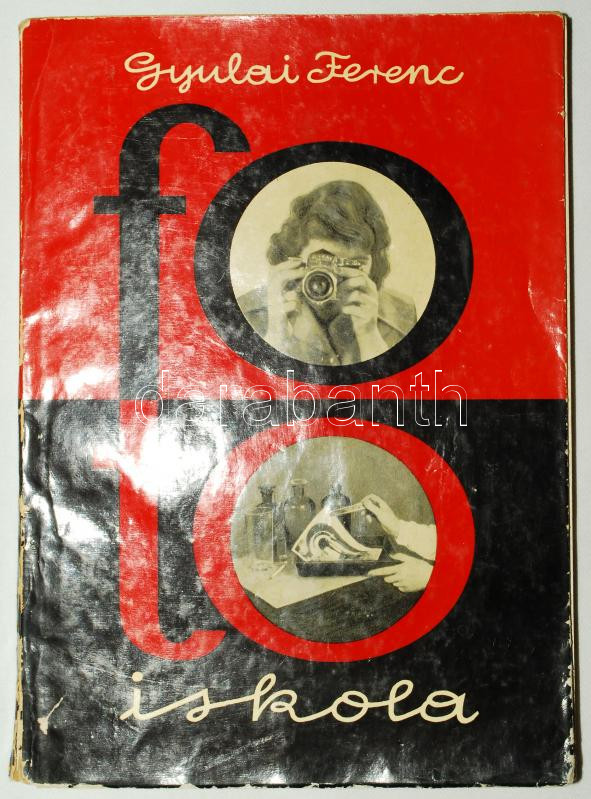 Gyulai Ferenc
fo
darabanth
to
iskola